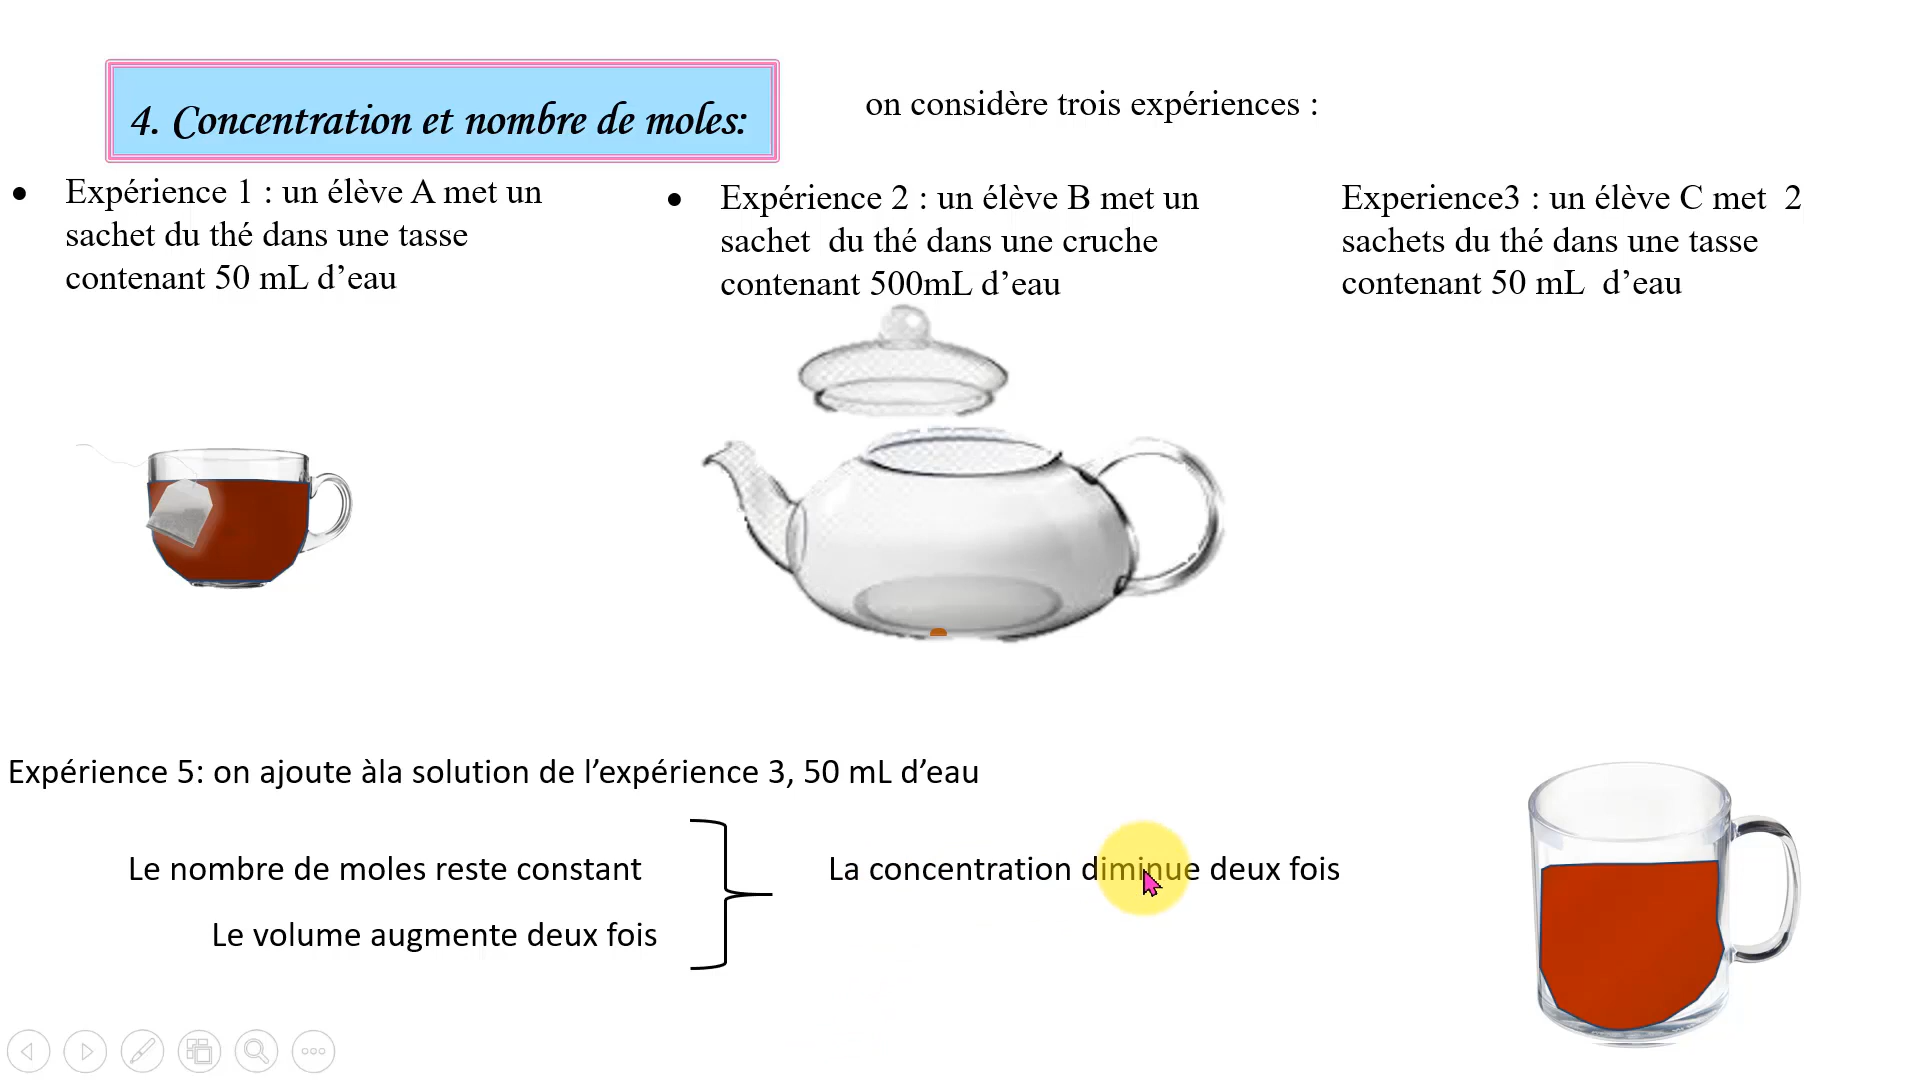 4. Concentration et nombre de moles:
on considère trois expériences :
Expérience 1 : un élève A met un
sachet du thé dans une tasse
contenant 50 mL d’eau
Expérience 2 : un élève B met un
sachet du thé dans une cruche
contenant 500mL d’eau
Experience3 : un élève C met 2
sachets du thé dans une tasse
contenant 50 mL d’eau
Expérience 5: on ajoute àla solution de l’expérience 3, 50 mL d’eau
Le nombre de moles reste constant
Le volume augmente deux fois
La concentration diminue deux fois